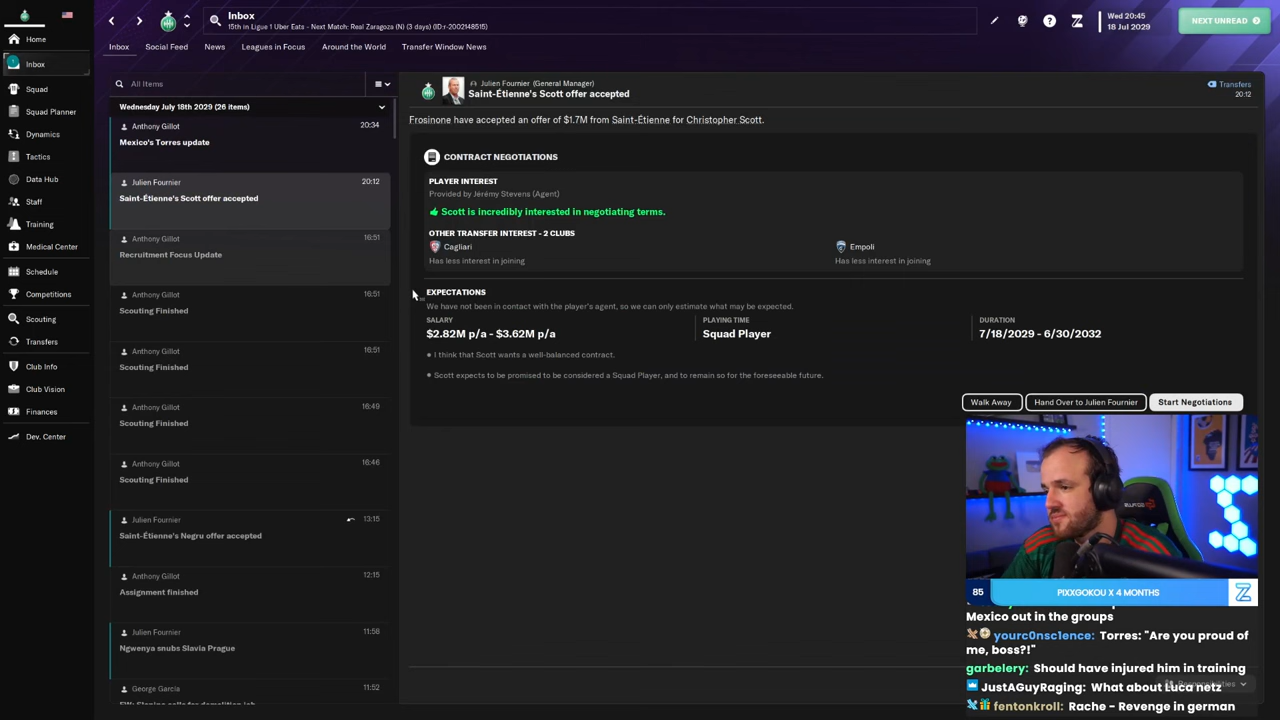 Inbox
15th in Ligue 1 Uber Eats - Next Match: Real Zaragoza (N) (3 days) (ID:r-2002148515)
Wed 20:45
18 Jul 2029
NEXT UNREAD
Home
Inbox
Squad
Squad Planner
Dynamics
Tactics
Data Hub
Staff
Training
Medical Center
Schedule
Competitions
Scouting
Transfers
Club Info
Club Vision
Finances
Dev. Center
Inbox
Social Feed
News
Leagues in Focus
Around the World
Transfer Window News
All Items
Wednesday July 18th 2029 (26 items)
Anthony Gillot 20:34
Mexico's Torres update
Julien Fournier 20:12
Saint-Étienne's Scott offer accepted
Anthony Gillot 16:51
Recruitment Focus Update
Anthony Gillot 16:51
Scouting Finished
Anthony Gillot 16:51
Scouting Finished
Anthony Gillot 16:49
Scouting Finished
Anthony Gillot 16:46
Scouting Finished
Julien Fournier 13:15
Saint-Étienne's Negru offer accepted
Anthony Gillot 12:15
Assignment finished
Julien Fournier 11:58
Ngwenya snubs Slavia Prague
George Garcia 11:52
Julien Fournier (General Manager)
Saint-Étienne's Scott offer accepted
Transfers
20:12
Frosinone have accepted an offer of $1.7M from Saint-Étienne for Christopher Scott.
CONTRACT NEGOTIATIONS
PLAYER INTEREST
Provided by Jérémy Stevens (Agent)
Scott is incredibly interested in negotiating terms.
OTHER TRANSFER INTEREST - 2 CLUBS
Cagliari
Has less interest in joining
Empoli
Has less interest in joining
EXPECTATIONS
We have not been in contact with the player's agent, so we can only estimate what may be expected.
SALARY
$2.82M p/a - $3.62M p/a
PLAYING TIME
Squad Player
DURATION
7/18/2029 - 6/30/2032
I think that Scott wants a well-balanced contract.
Scott expects to be promised to be considered a Squad Player, and to remain so for the foreseeable future.
Walk Away
Hand Over to Julien Fournier
Start Negotiations
85 PIXXGOKOU X 4 MONTHS
Mexico out in the groups
yourc0nsc1ence: Torres: "Are you proud of
me, boss?!"
garbelery: Should have injured him in training
JustAGuyRaging: What about Luca netz
fentonkroll: Rache - Revenge in german